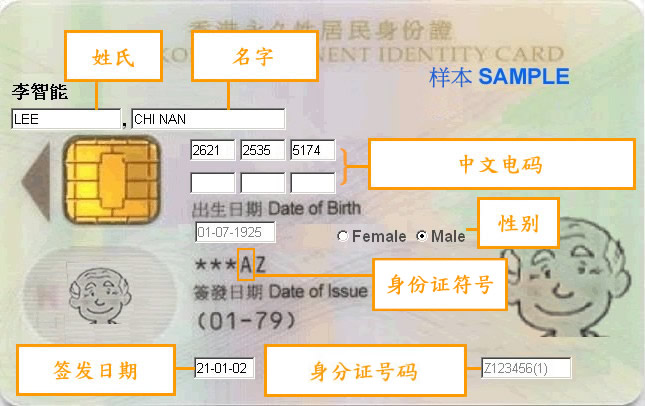 香港永久性居民身份證
姓氏 名字
NENT IDENTITY CARD
样本 SAMPLE
李智能
LEE , CHI NAN
2621 2535 5174
中文电码
出生日期 Date of Birth
性别
01-07-1925 Female Male
***AZ
身份证符号
簽發日期 Date of Issue
(01-79)
签发日期 21-01-02 身分证号码 Z123456(1)